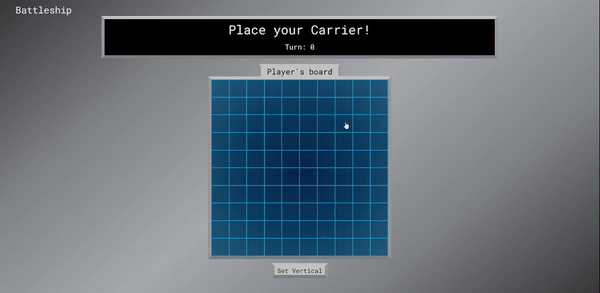 Battleship
Place your Carrier!
Turn: 0
Player's board
Set Vertical